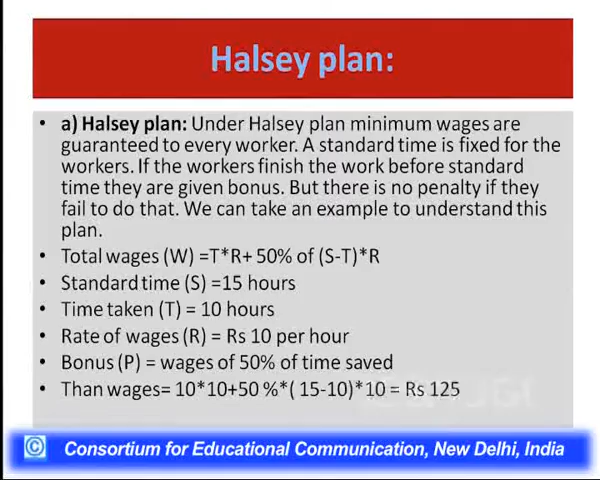 Halsey plan:
• a) Halsey plan: Under Halsey plan minimum wages are
guaranteed to every worker. A standard time is fixed for the
workers. If the workers finish the work before standard
time they are given bonus. But there is no penalty if they
fail to do that. We can take an example to understand this
plan.
• Total wages (W) =T*R+ 50% of (S-T)*R
• Standard time (S) =15 hours
• Time taken (T) = 10 hours
• Rate of wages (R) = Rs 10 per hour
• Bonus (P) = wages of 50% of time saved
• Than wages= 10*10+50 %*( 15-10)*10 = Rs 125
© Consortium for Educational Communication, New Delhi, India